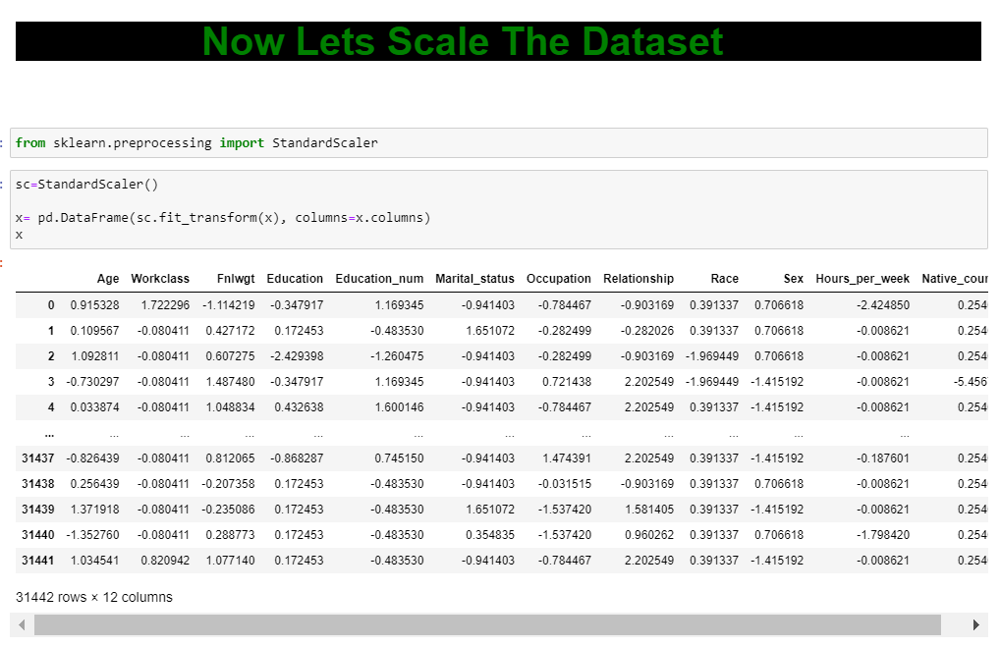 Now Lets Scale The Dataset
from sklearn.preprocessing import StandardScaler
sc=StandardScaler()
x= pd.DataFrame(sc.fit_transform(x), columns=x.columns)
x
Age Workclass Fnlwgt Education Education_num Marital_status Occupation Relationship Race Sex Hours_per_week Native_cour
0 0.915328 1.722296 -1.114219 -0.347917 1.169345 -0.941403 -0.784467 -0.903169 0.391337 0.706618 -2.424850 0.254
1 0.109567 -0.080411 0.427172 0.172453 -0.483530 1.651072 -0.282499 -0.282026 0.391337 0.706618 -0.008621 0.254
2 1.092811 -0.080411 0.607275 -2.429398 -1.260475 -0.941403 -0.282499 -0.903169 -1.969449 0.706618 -0.008621 0.254
3 -0.730297 -0.080411 1.487480 -0.347917 1.169345 -0.941403 0.721438 2.202549 -1.969449 -1.415192 -0.008621 -5.456
4 0.033874 -0.080411 1.048834 0.432638 1.600146 -0.941403 -0.784467 2.202549 0.391337 -1.415192 -0.008621 0.254
... ... ... ... ... ... ... ... ... ... ... ...
31437 -0.826439 -0.080411 0.812065 -0.868287 0.745150 -0.941403 1.474391 2.202549 0.391337 -1.415192 -0.187601 0.254
31438 0.256439 -0.080411 -0.207358 0.172453 -0.483530 -0.941403 -0.031515 -0.903169 0.391337 0.706618 -0.008621 0.254
31439 1.371918 -0.080411 -0.235086 0.172453 -0.483530 1.651072 -1.537420 1.581405 0.391337 -1.415192 -0.008621 0.254
31440 -1.352760 -0.080411 0.288773 0.172453 -0.483530 0.354835 -1.537420 0.960262 0.391337 0.706618 -1.798420 0.254
31441 1.034541 0.820942 1.077140 0.172453 -0.483530 -0.941403 -0.784467 2.202549 0.391337 -1.415192 -0.008621 0.254
31442 rows × 12 columns